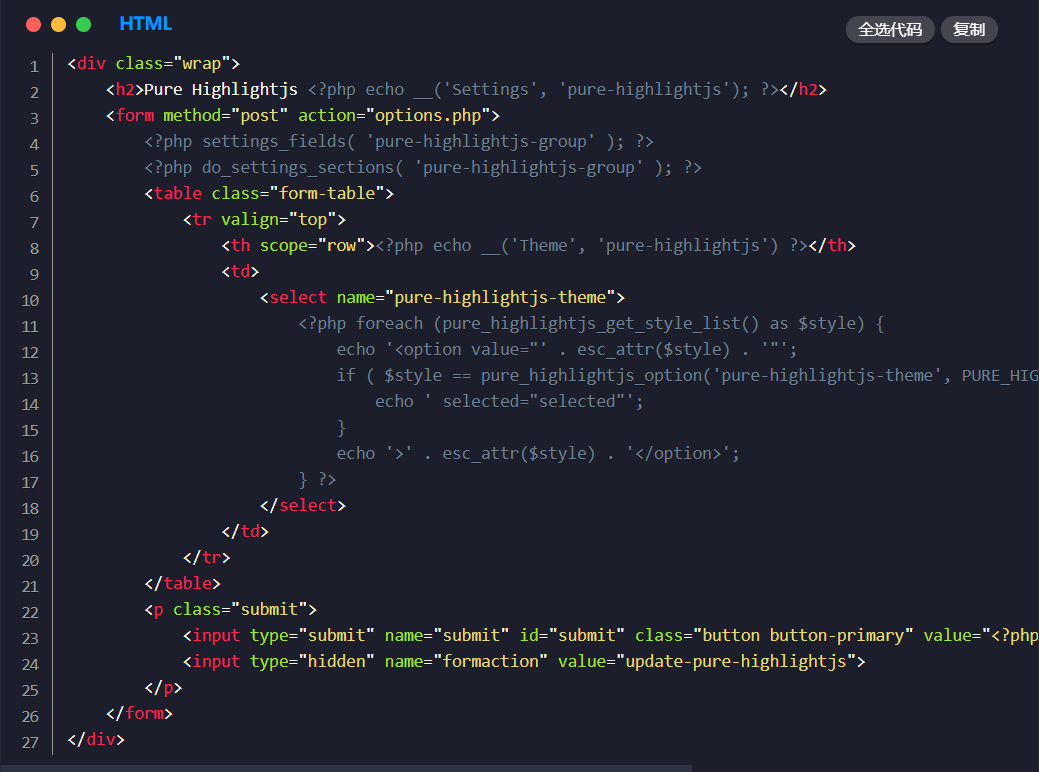 HTML
全选代码 复制
1 <div class="wrap">
2     <h2>Pure Highlightjs <?php echo __('Settings', 'pure-highlightjs'); ?></h2>
3     <form method="post" action="options.php">
4         <?php settings_fields( 'pure-highlightjs-group' ); ?>
5         <?php do_settings_sections( 'pure-highlightjs-group' ); ?>
6         <table class="form-table">
7             <tr valign="top">
8                 <th scope="row"><?php echo __('Theme', 'pure-highlightjs') ?></th>
9                 <td>
10                     <select name="pure-highlightjs-theme">
11                         <?php foreach (pure_highlightjs_get_style_list() as $style) {
12                             echo '<option value="' . esc_attr($style) . '"';
13                             if ( $style == pure_highlightjs_option('pure-highlightjs-theme', PURE_HIG
14                                 echo ' selected="selected"';
15                             }
16                             echo '>' . esc_attr($style) . '</option>';
17                         } ?>
18                     </select>
19                 </td>
20             </tr>
21         </table>
22         <p class="submit">
23             <input type="submit" name="submit" id="submit" class="button button-primary" value="<?php
24             <input type="hidden" name="formaction" value="update-pure-highlightjs">
25         </p>
26     </form>
27 </div>